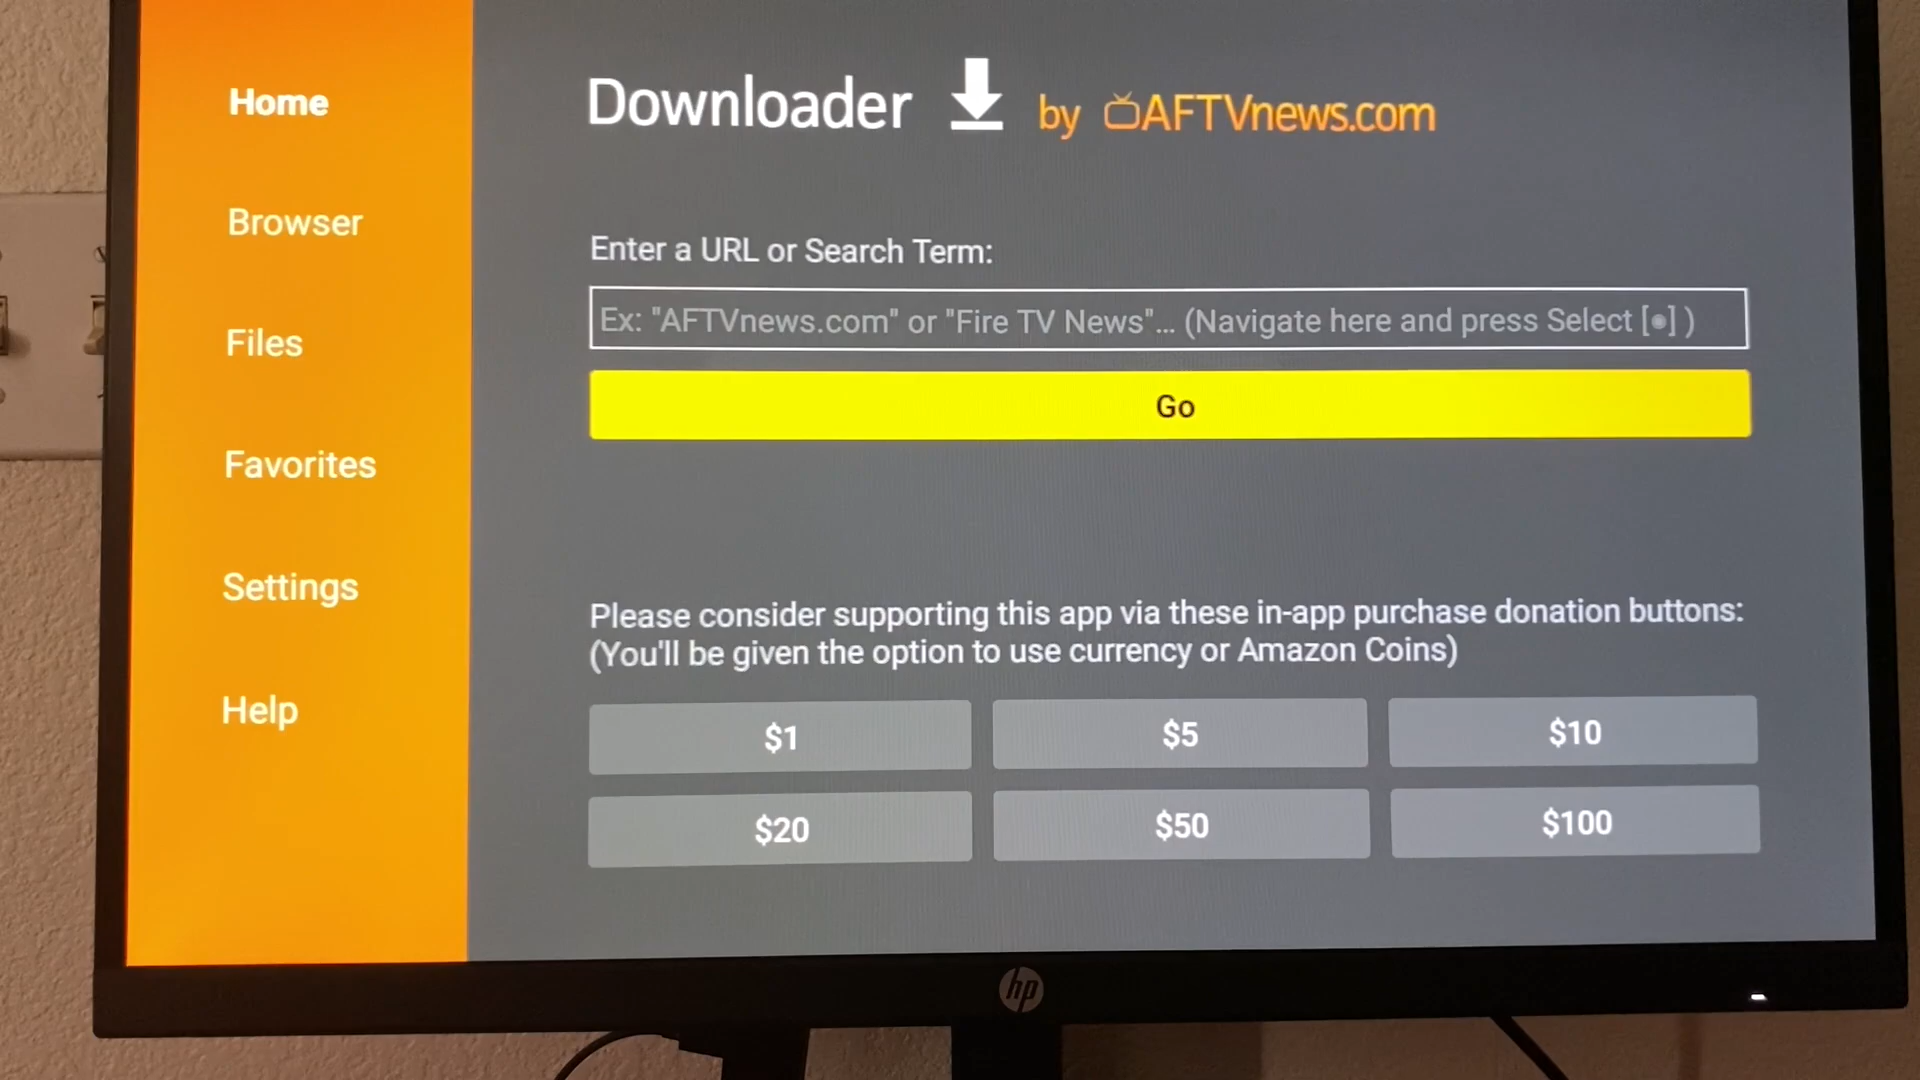 Home
Browser
Files
Favorites
Settings
Help
Downloader by AFTVnews.com
Enter a URL or Search Term:
Ex: "AFTVnews.com" or "Fire TV News"... (Navigate here and press Select [●] )
Go
Please consider supporting this app via these in-app purchase donation buttons:
(You'll be given the option to use currency or Amazon Coins)
$1 $5 $10
$20 $50 $100
hp